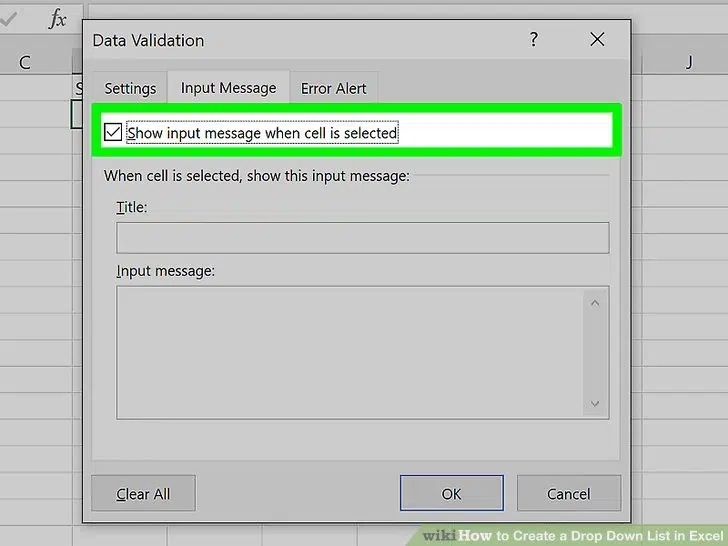 fx
Data Validation
?
C
J
S
Settings
Input Message
Error Alert
Show input message when cell is selected
When cell is selected, show this input message:
Title:
Input message:
Clear All
OK
Cancel
wikiHow to Create a Drop Down List in Excel